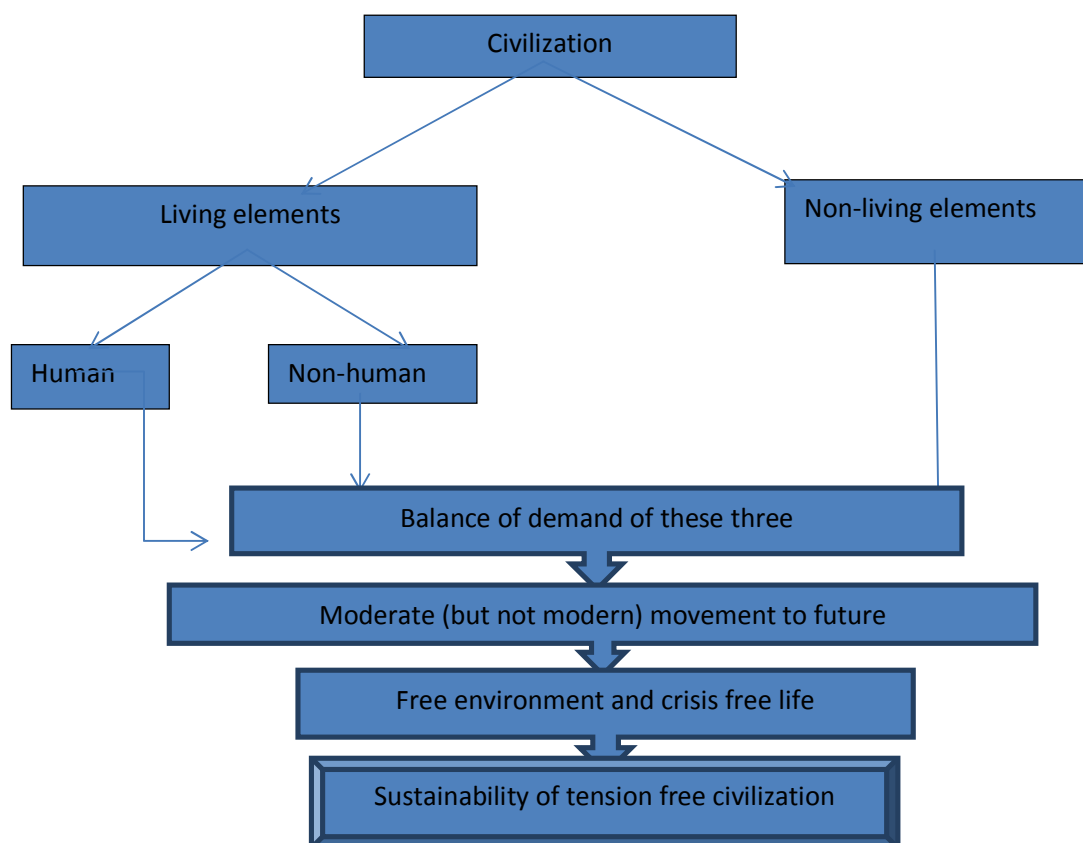 Civilization
Living elements
Non-living elements
Human
Non-human
Balance of demand of these three
Moderate (but not modern) movement to future
Free environment and crisis free life
Sustainability of tension free civilization